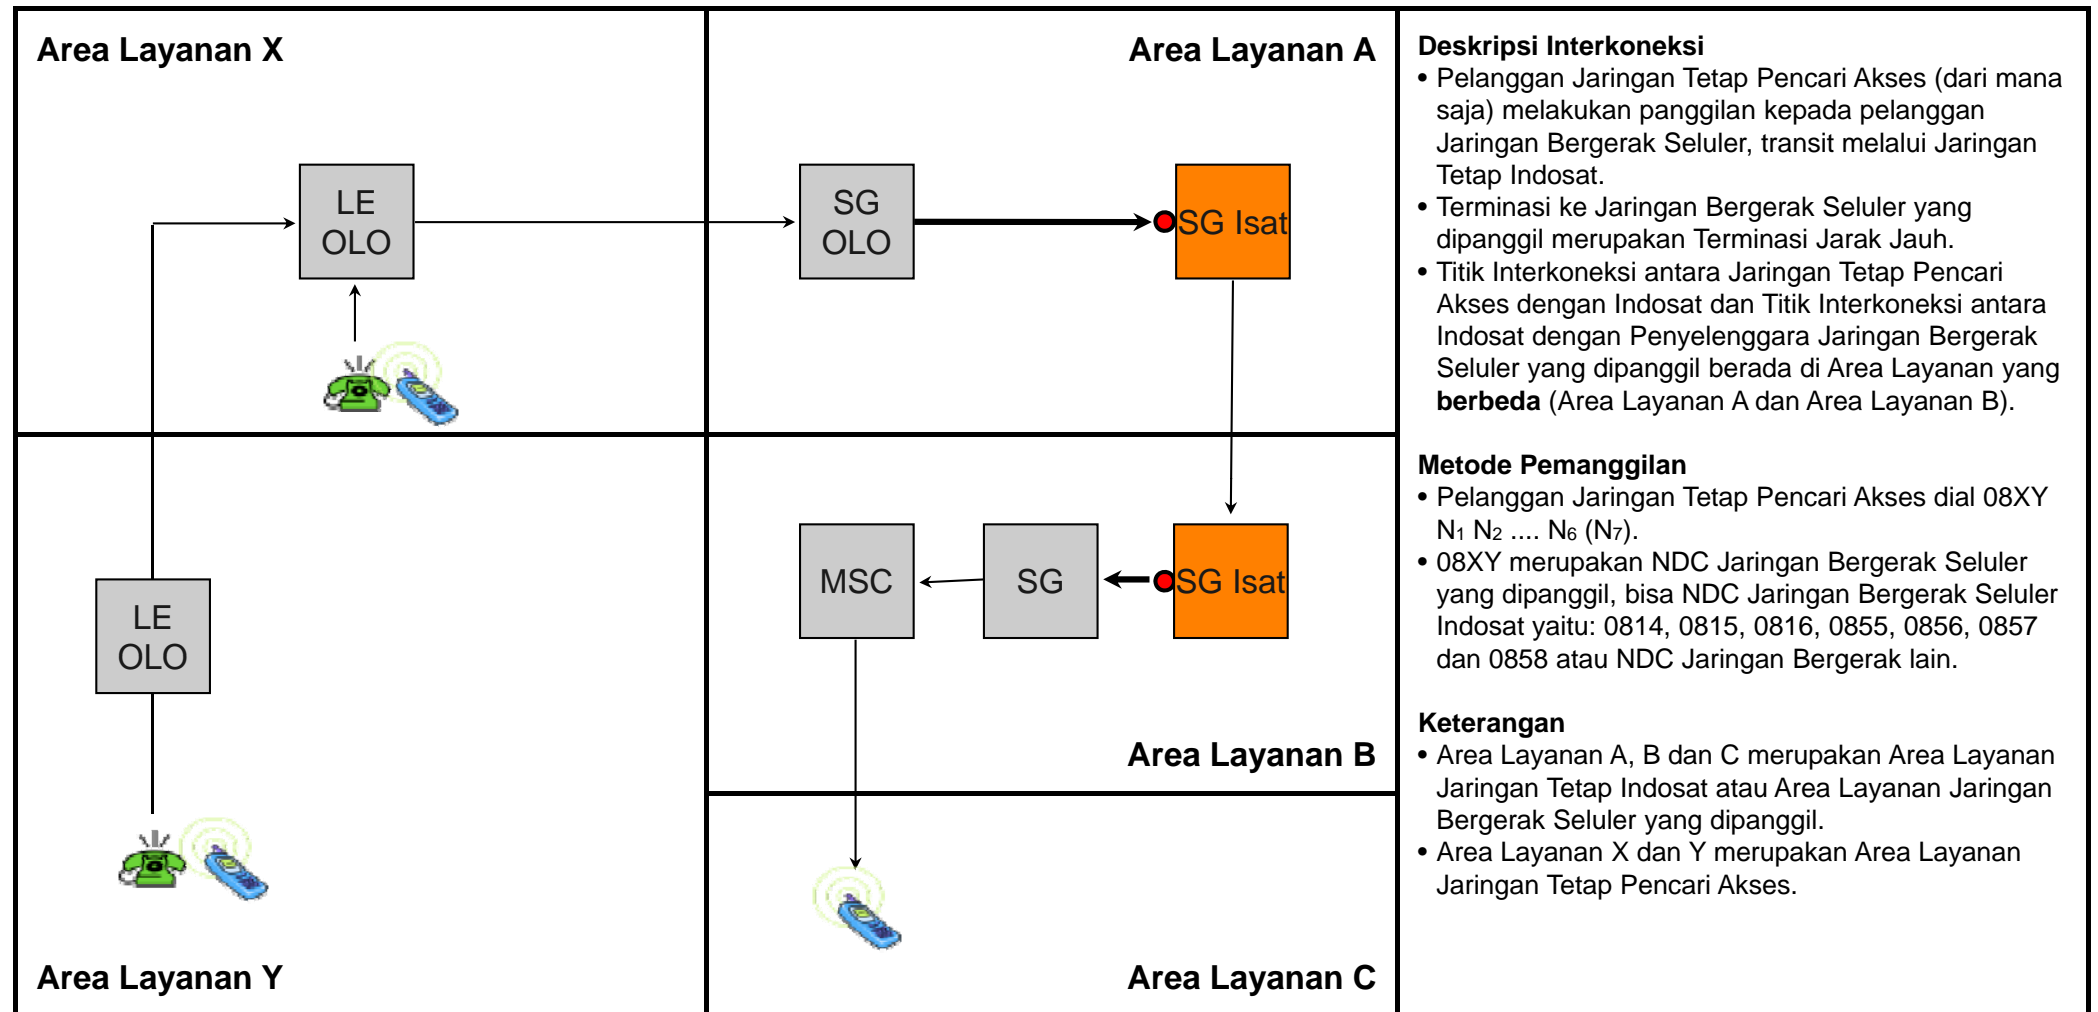 Area Layanan X
Area Layanan A
LE
OLO
SG
OLO
SG Isat
LE
OLO
MSC
SG
SG Isat
Area Layanan B
Area Layanan Y
Area Layanan C
Deskripsi Interkoneksi
• Pelanggan Jaringan Tetap Pencari Akses (dari mana
saja) melakukan panggilan kepada pelanggan
Jaringan Bergerak Seluler, transit melalui Jaringan
Tetap Indosat.
• Terminasi ke Jaringan Bergerak Seluler yang
dipanggil merupakan Terminasi Jarak Jauh.
• Titik Interkoneksi antara Jaringan Tetap Pencari
Akses dengan Indosat dan Titik Interkoneksi antara
Indosat dengan Penyelenggara Jaringan Bergerak
Seluler yang dipanggil berada di Area Layanan yang
berbeda (Area Layanan A dan Area Layanan B).
Metode Pemanggilan
• Pelanggan Jaringan Tetap Pencari Akses dial 08XY
N₁ N₂ .... N₆ (N₇).
• 08XY merupakan NDC Jaringan Bergerak Seluler
yang dipanggil, bisa NDC Jaringan Bergerak Seluler
Indosat yaitu: 0814, 0815, 0816, 0855, 0856, 0857
dan 0858 atau NDC Jaringan Bergerak lain.
Keterangan
• Area Layanan A, B dan C merupakan Area Layanan
Jaringan Tetap Indosat atau Area Layanan Jaringan
Bergerak Seluler yang dipanggil.
• Area Layanan X dan Y merupakan Area Layanan
Jaringan Tetap Pencari Akses.